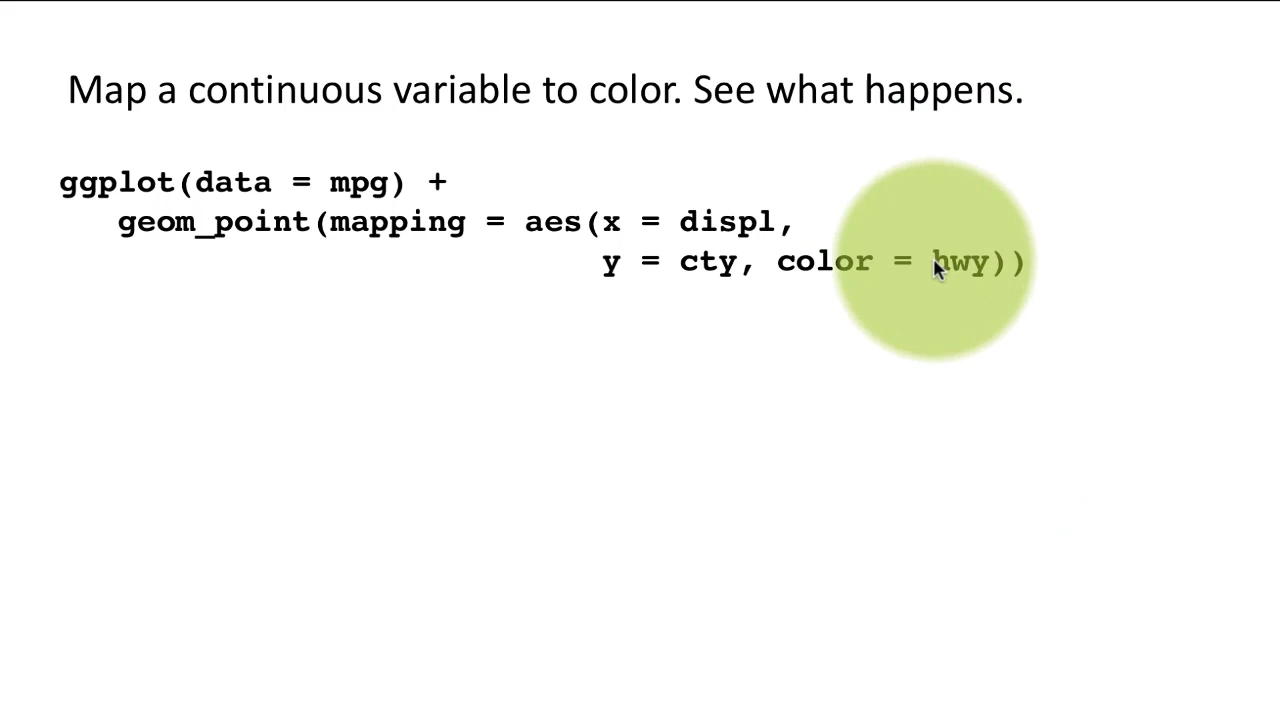 Map a continuous variable to color. See what happens.
ggplot(data = mpg) +
geom_point(mapping = aes(x = displ,
y = cty, color = hwy))